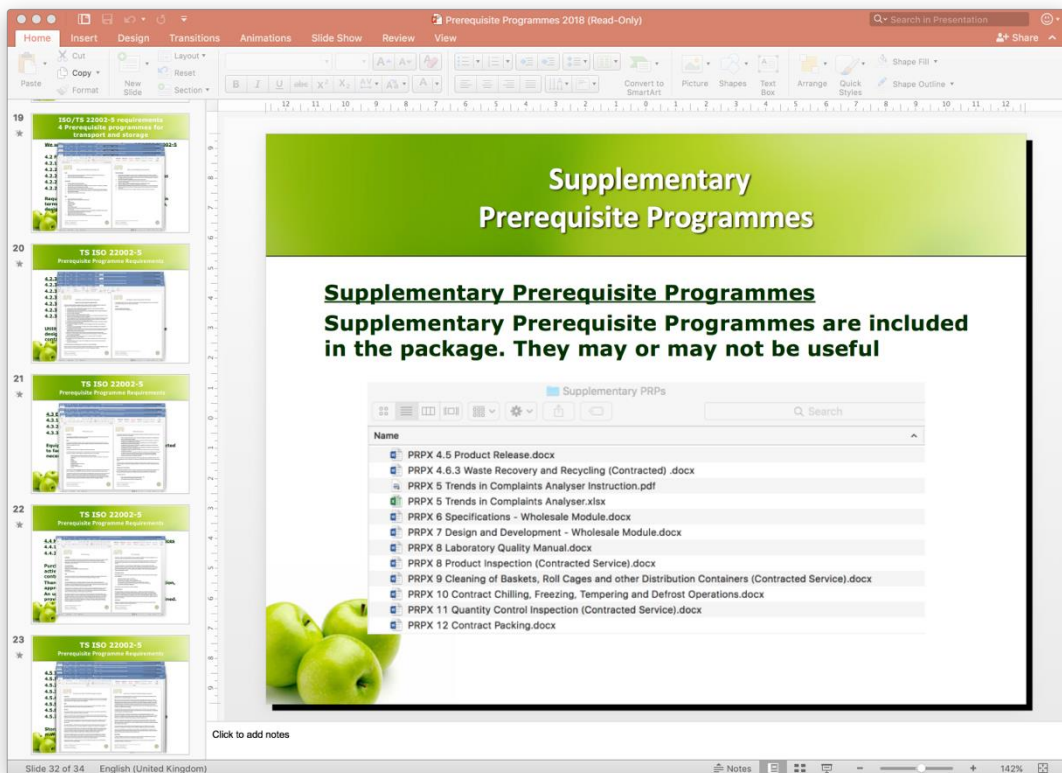 Prerequisite Programmes 2018 (Read-Only)
Search in Presentation
Home Insert Design Transitions Animations Slide Show Review View
Share
Paste
Cut
Copy
Format
New Slide
Layout
Reset
Section
Convert to SmartArt
Picture
Shapes
Text Box
Arrange
Quick Styles
Shape Fill
Shape Outline
19
ISO/TS 22002-5 requirements
4 Prerequisite programmes for
transport and storage
20
TS ISO 22002-5
Prerequisite Programme Requirements
21
TS ISO 22002-5
Prerequisite Programme Requirements
22
TS ISO 22002-5
Prerequisite Programme Requirements
23
TS ISO 22002-5
Prerequisite Programme Requirements
Supplementary
Prerequisite Programmes
Supplementary Prerequisite Programmes
Supplementary Prerequisite Programmes are included
in the package. They may or may not be useful
Supplementary PRPs
Search
Name
PRPX 4.5 Product Release.docx
PRPX 4.6.3 Waste Recovery and Recycling (Contracted) .docx
PRPX 5 Trends in Complaints Analyser Instruction.pdf
PRPX 5 Trends in Complaints Analyser.xlsx
PRPX 6 Specifications - Wholesale Module.docx
PRPX 7 Design and Development - Wholesale Module.docx
PRPX 8 Laboratory Quality Manual.docx
PRPX 8 Product Inspection (Contracted Service).docx
PRPX 9 Cleaning of Baskets, Roll Cages and other Distribution Containers (Contracted Service).docx
PRPX 10 Contract Chilling, Freezing, Tempering and Defrost Operations.docx
PRPX 11 Quantity Control Inspection (Contracted Service).docx
PRPX 12 Contract Packing.docx
Click to add notes
Slide 32 of 34 English (United Kingdom)
Notes
142%